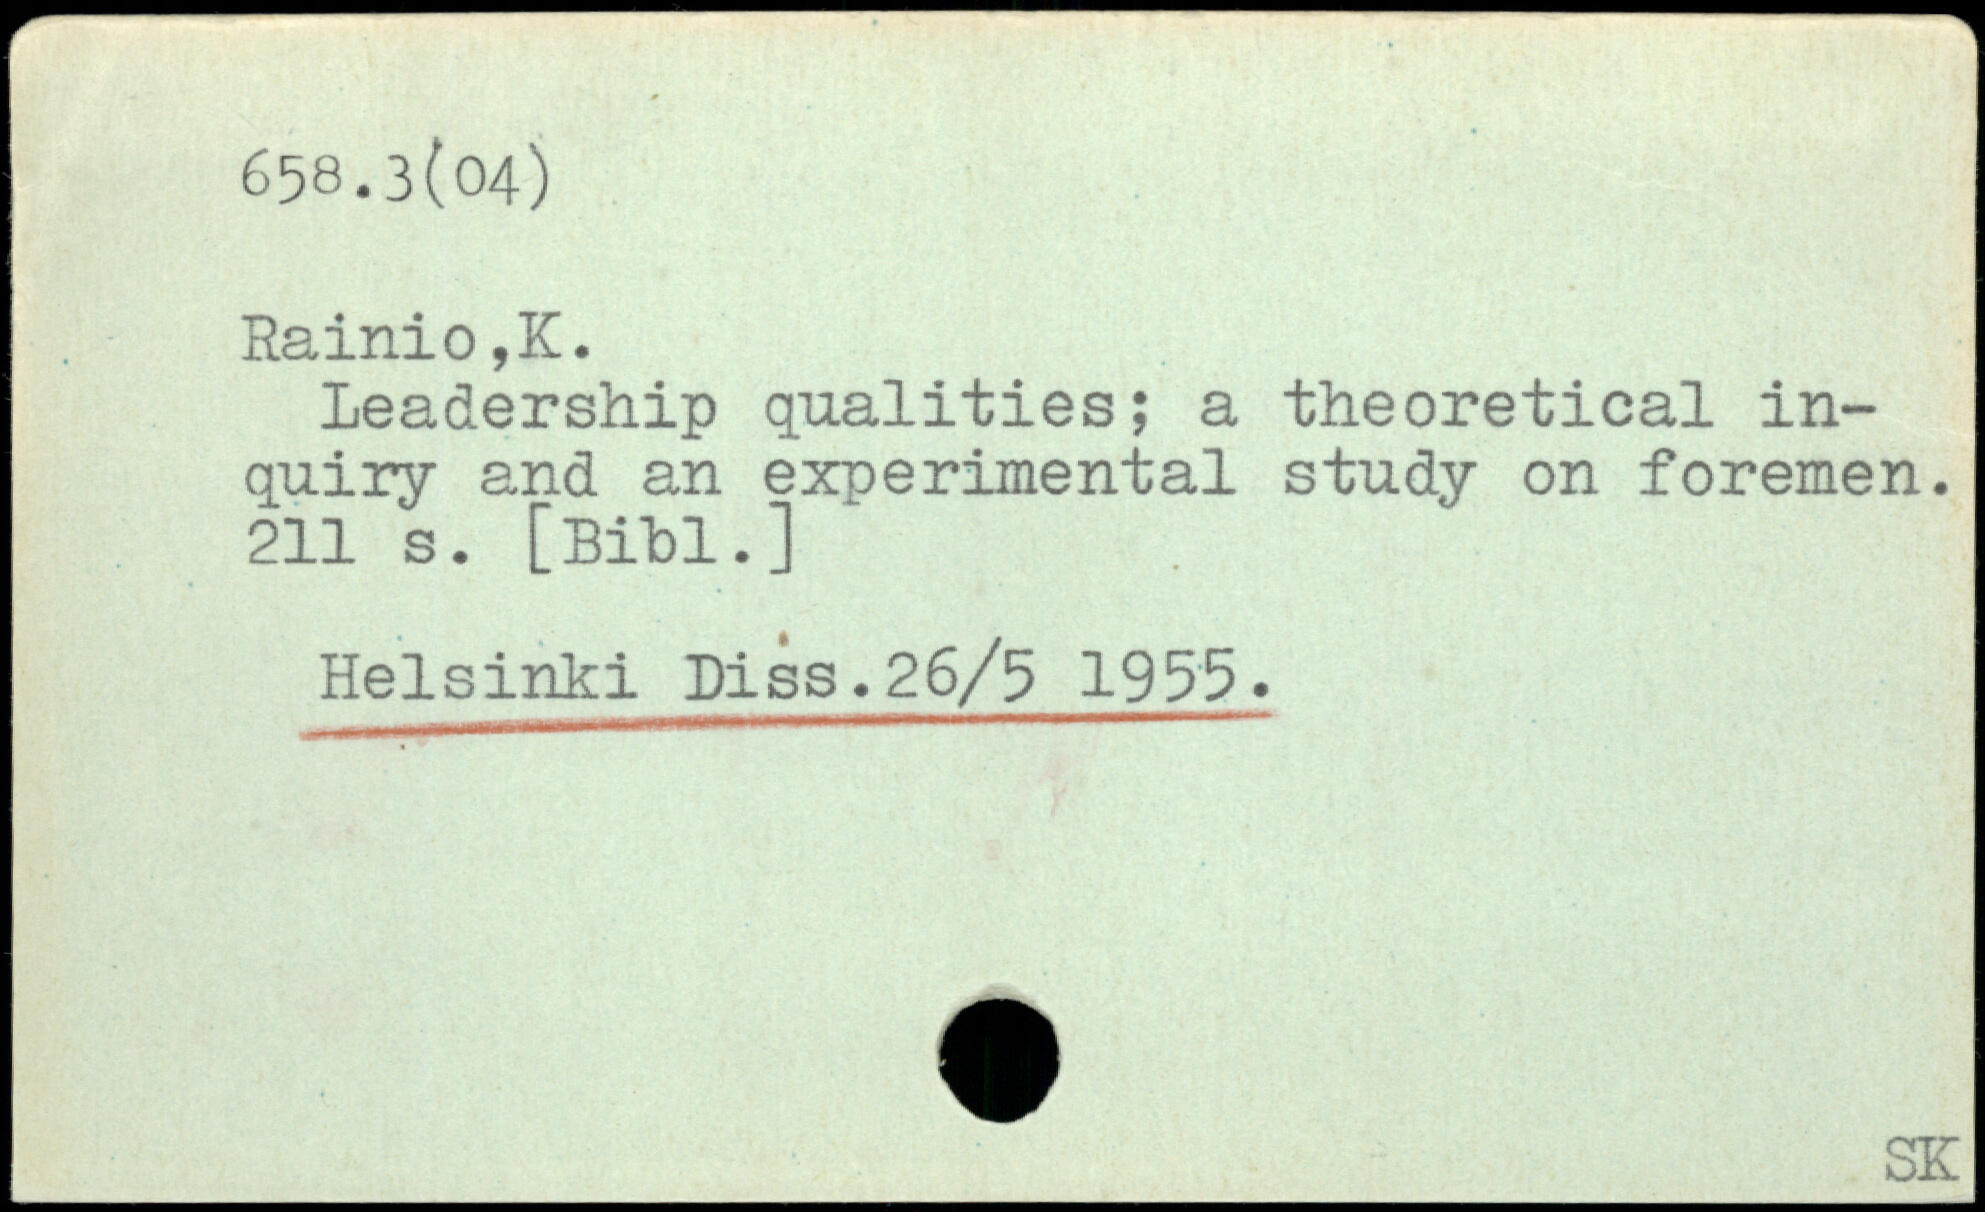 658.3(04)
Rainio,K.
Leadership qualities; a theoretical in-
quiry and an experimental study on foremen.
211 s. [Bibl.]
Helsinki Diss.26/5 1955.
SK